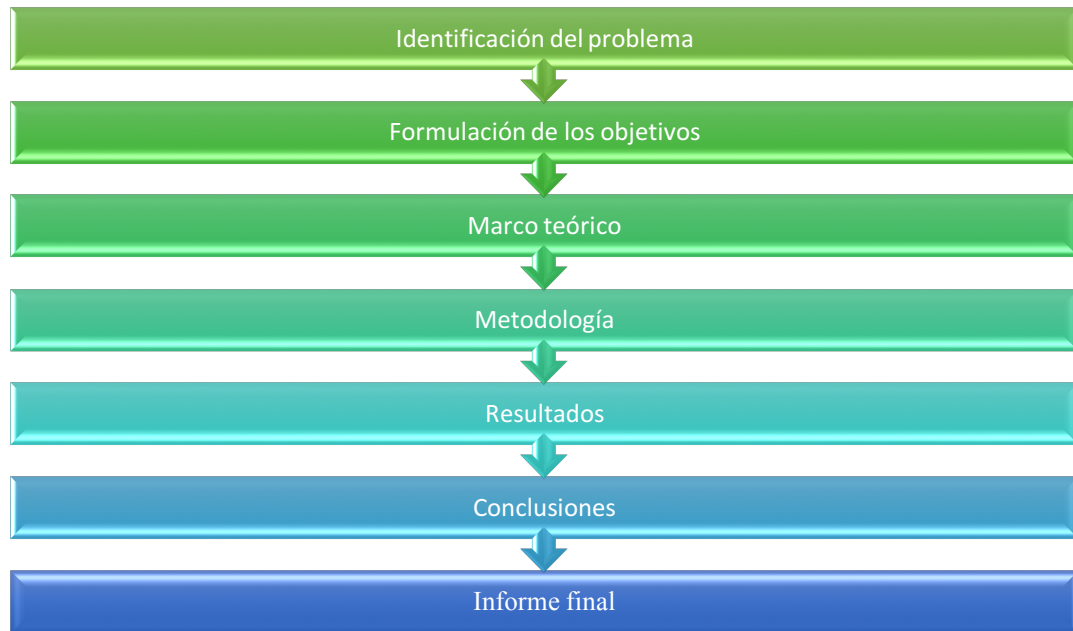 Identificación del problema
Formulación de los objetivos
Marco teórico
Metodología
Resultados
Conclusiones
Informe final